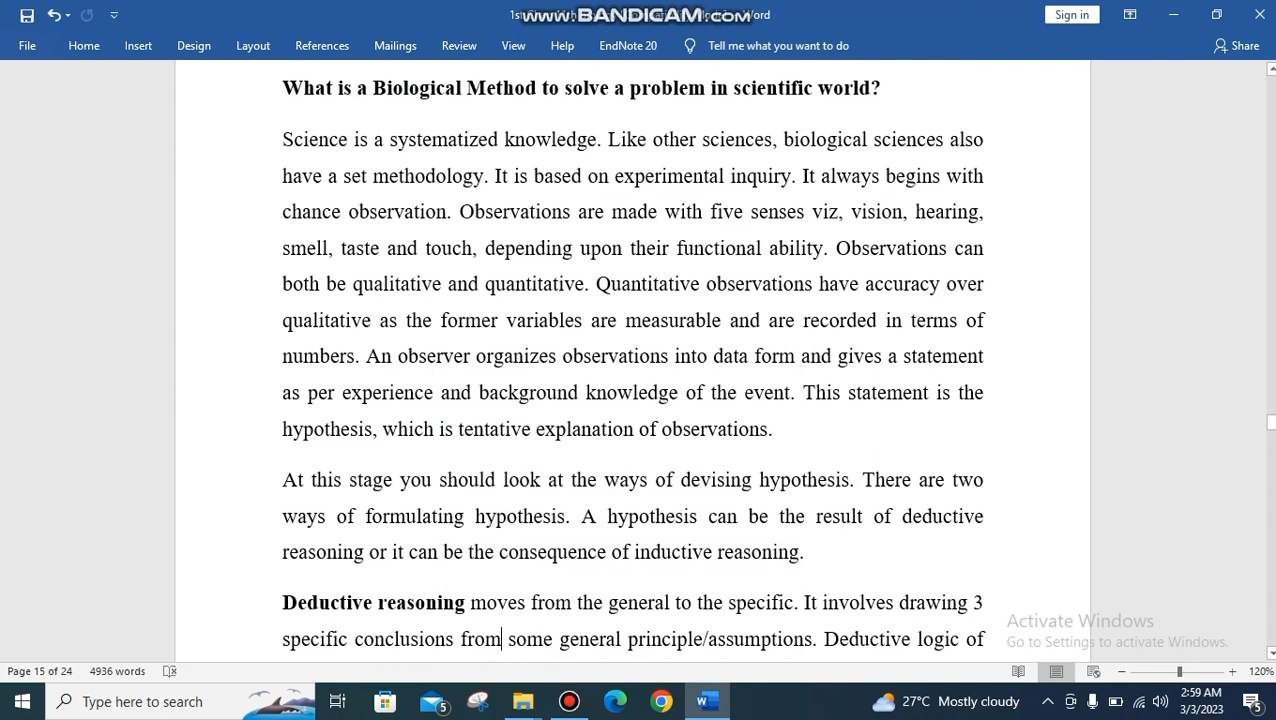 www.BANDICAM.com
Word
Sign in
File Home Insert Design Layout References Mailings Review View Help EndNote 20 Tell me what you want to do Share
What is a Biological Method to solve a problem in scientific world?
Science is a systematized knowledge. Like other sciences, biological sciences also
have a set methodology. It is based on experimental inquiry. It always begins with
chance observation. Observations are made with five senses viz, vision, hearing,
smell, taste and touch, depending upon their functional ability. Observations can
both be qualitative and quantitative. Quantitative observations have accuracy over
qualitative as the former variables are measurable and are recorded in terms of
numbers. An observer organizes observations into data form and gives a statement
as per experience and background knowledge of the event. This statement is the
hypothesis, which is tentative explanation of observations.
At this stage you should look at the ways of devising hypothesis. There are two
ways of formulating hypothesis. A hypothesis can be the result of deductive
reasoning or it can be the consequence of inductive reasoning.
Deductive reasoning moves from the general to the specific. It involves drawing 3
specific conclusions from some general principle/assumptions. Deductive logic of
Activate Windows
Go to Settings to activate Windows.
Page 15 of 24 4936 words 120%
Type here to search 5 27°C Mostly cloudy 2:59 AM
3/3/2023 5